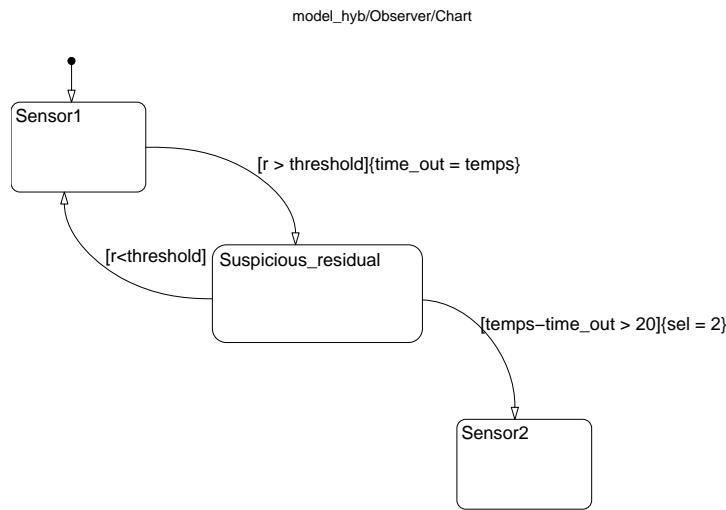 model_hyb/Observer/Chart
Sensor1
[r > threshold]{time_out = temps}
[r<threshold]
Suspicious_residual
[temps−time_out > 20]{sel = 2}
Sensor2